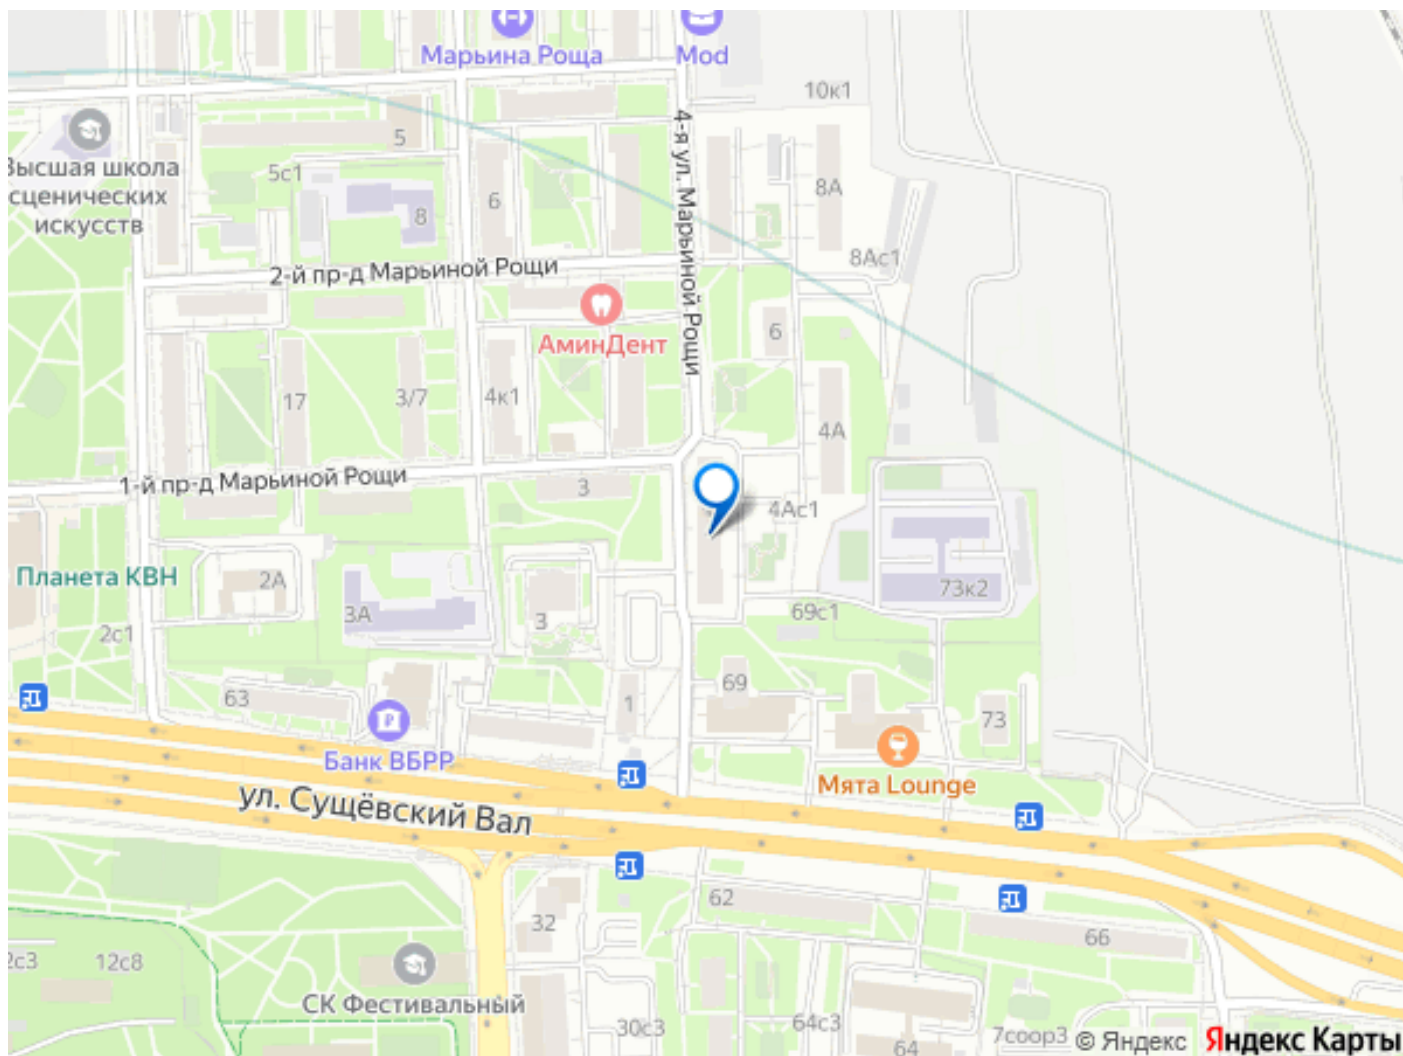 Марьина Роща
Mod
10к1
4-я ул. Марьиной Рощи
5
Высшая школа
сценических
искусств
5с1
8А
6
8
8Ас1
2-й пр-д Марьиной Рощи
6
АминДент
17
3/7
4к1
4А
1-й пр-д Марьиной Рощи
3
4Ас1
Планета КВН
2А
73к2
3А
69с1
3
2с1
69
63
1
73
Банк ВБРР
Мята Lounge
ул. Сущёвский Вал
62
32
66
2с3
12с8
СК Фестивальный
30с3
64с3
7соор3
64
© Яндекс Яндекс Карты